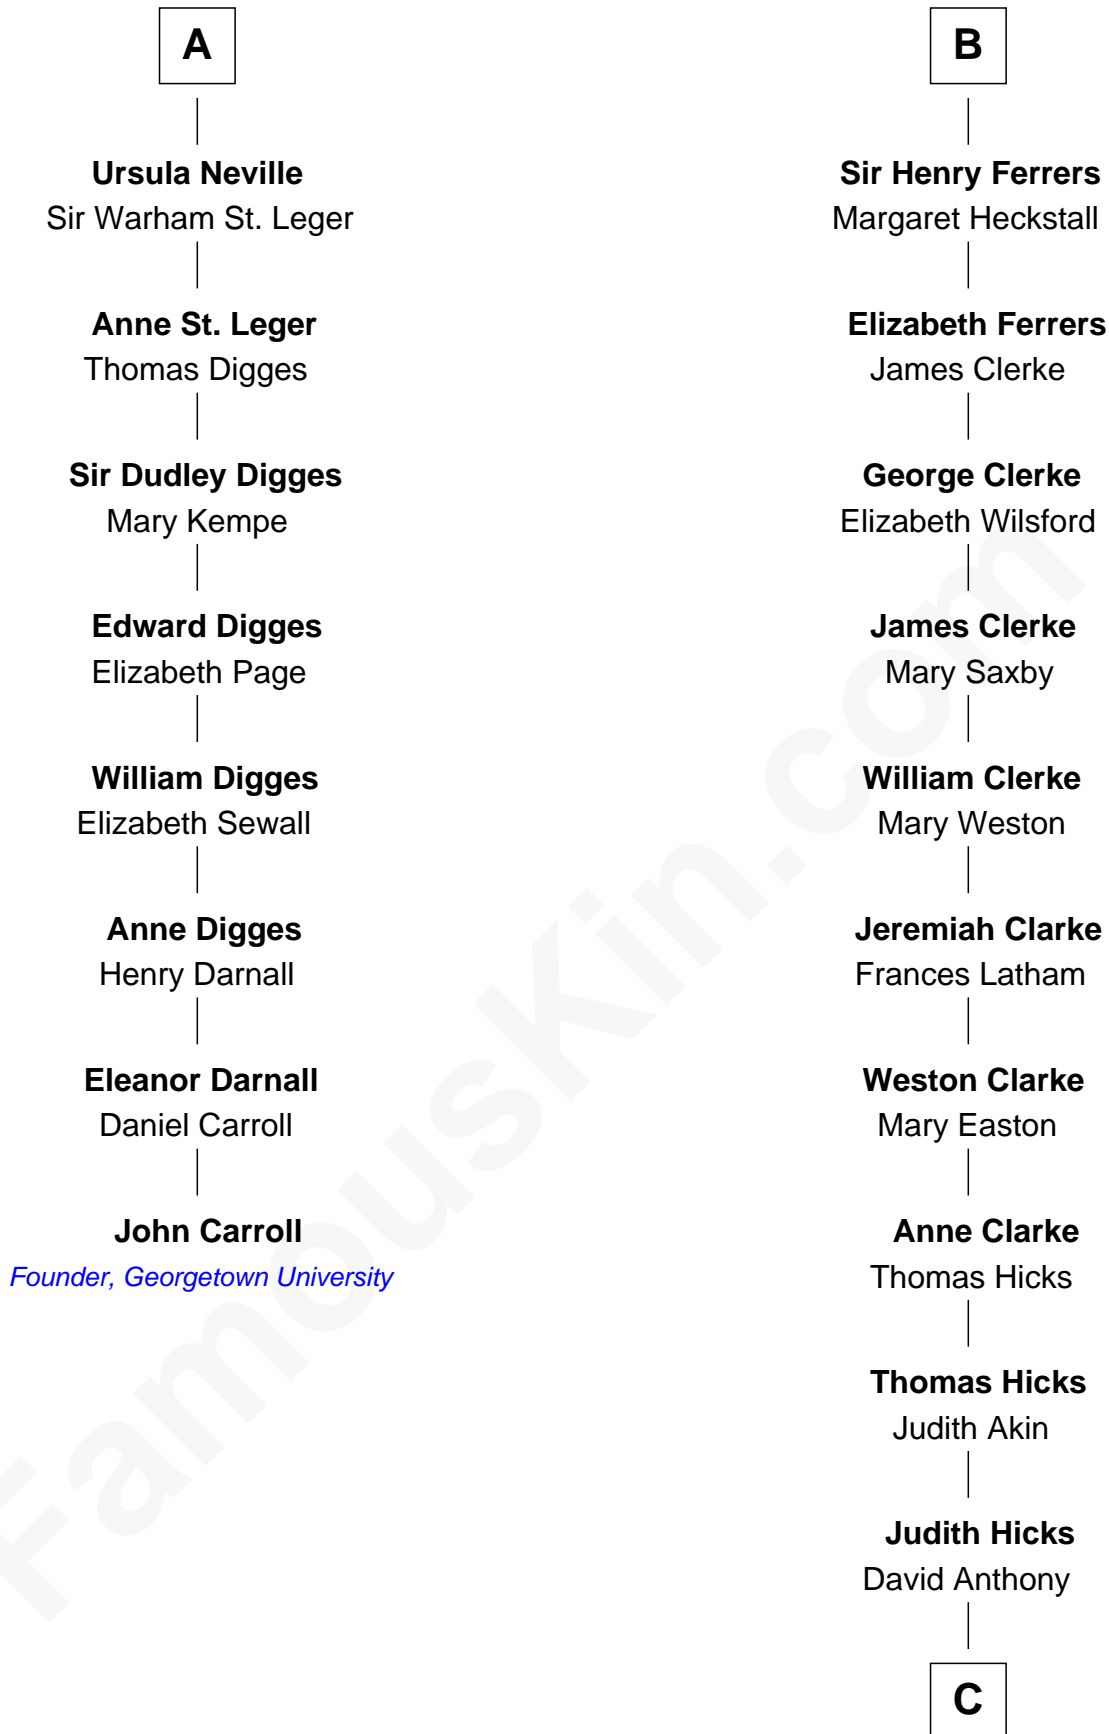 A
Ursula Neville
Sir Warham St. Leger
Anne St. Leger
Thomas Digges
Sir Dudley Digges
Mary Kempe
Edward Digges
Elizabeth Page
William Digges
Elizabeth Sewall
Anne Digges
Henry Darnall
Eleanor Darnall
Daniel Carroll
John Carroll
Founder, Georgetown University
B
Sir Henry Ferrers
Margaret Heckstall
Elizabeth Ferrers
James Clerke
George Clerke
Elizabeth Wilsford
James Clerke
Mary Saxby
William Clerke
Mary Weston
Jeremiah Clarke
Frances Latham
Weston Clarke
Mary Easton
Anne Clarke
Thomas Hicks
Thomas Hicks
Judith Akin
Judith Hicks
David Anthony
C
FamousKin.com